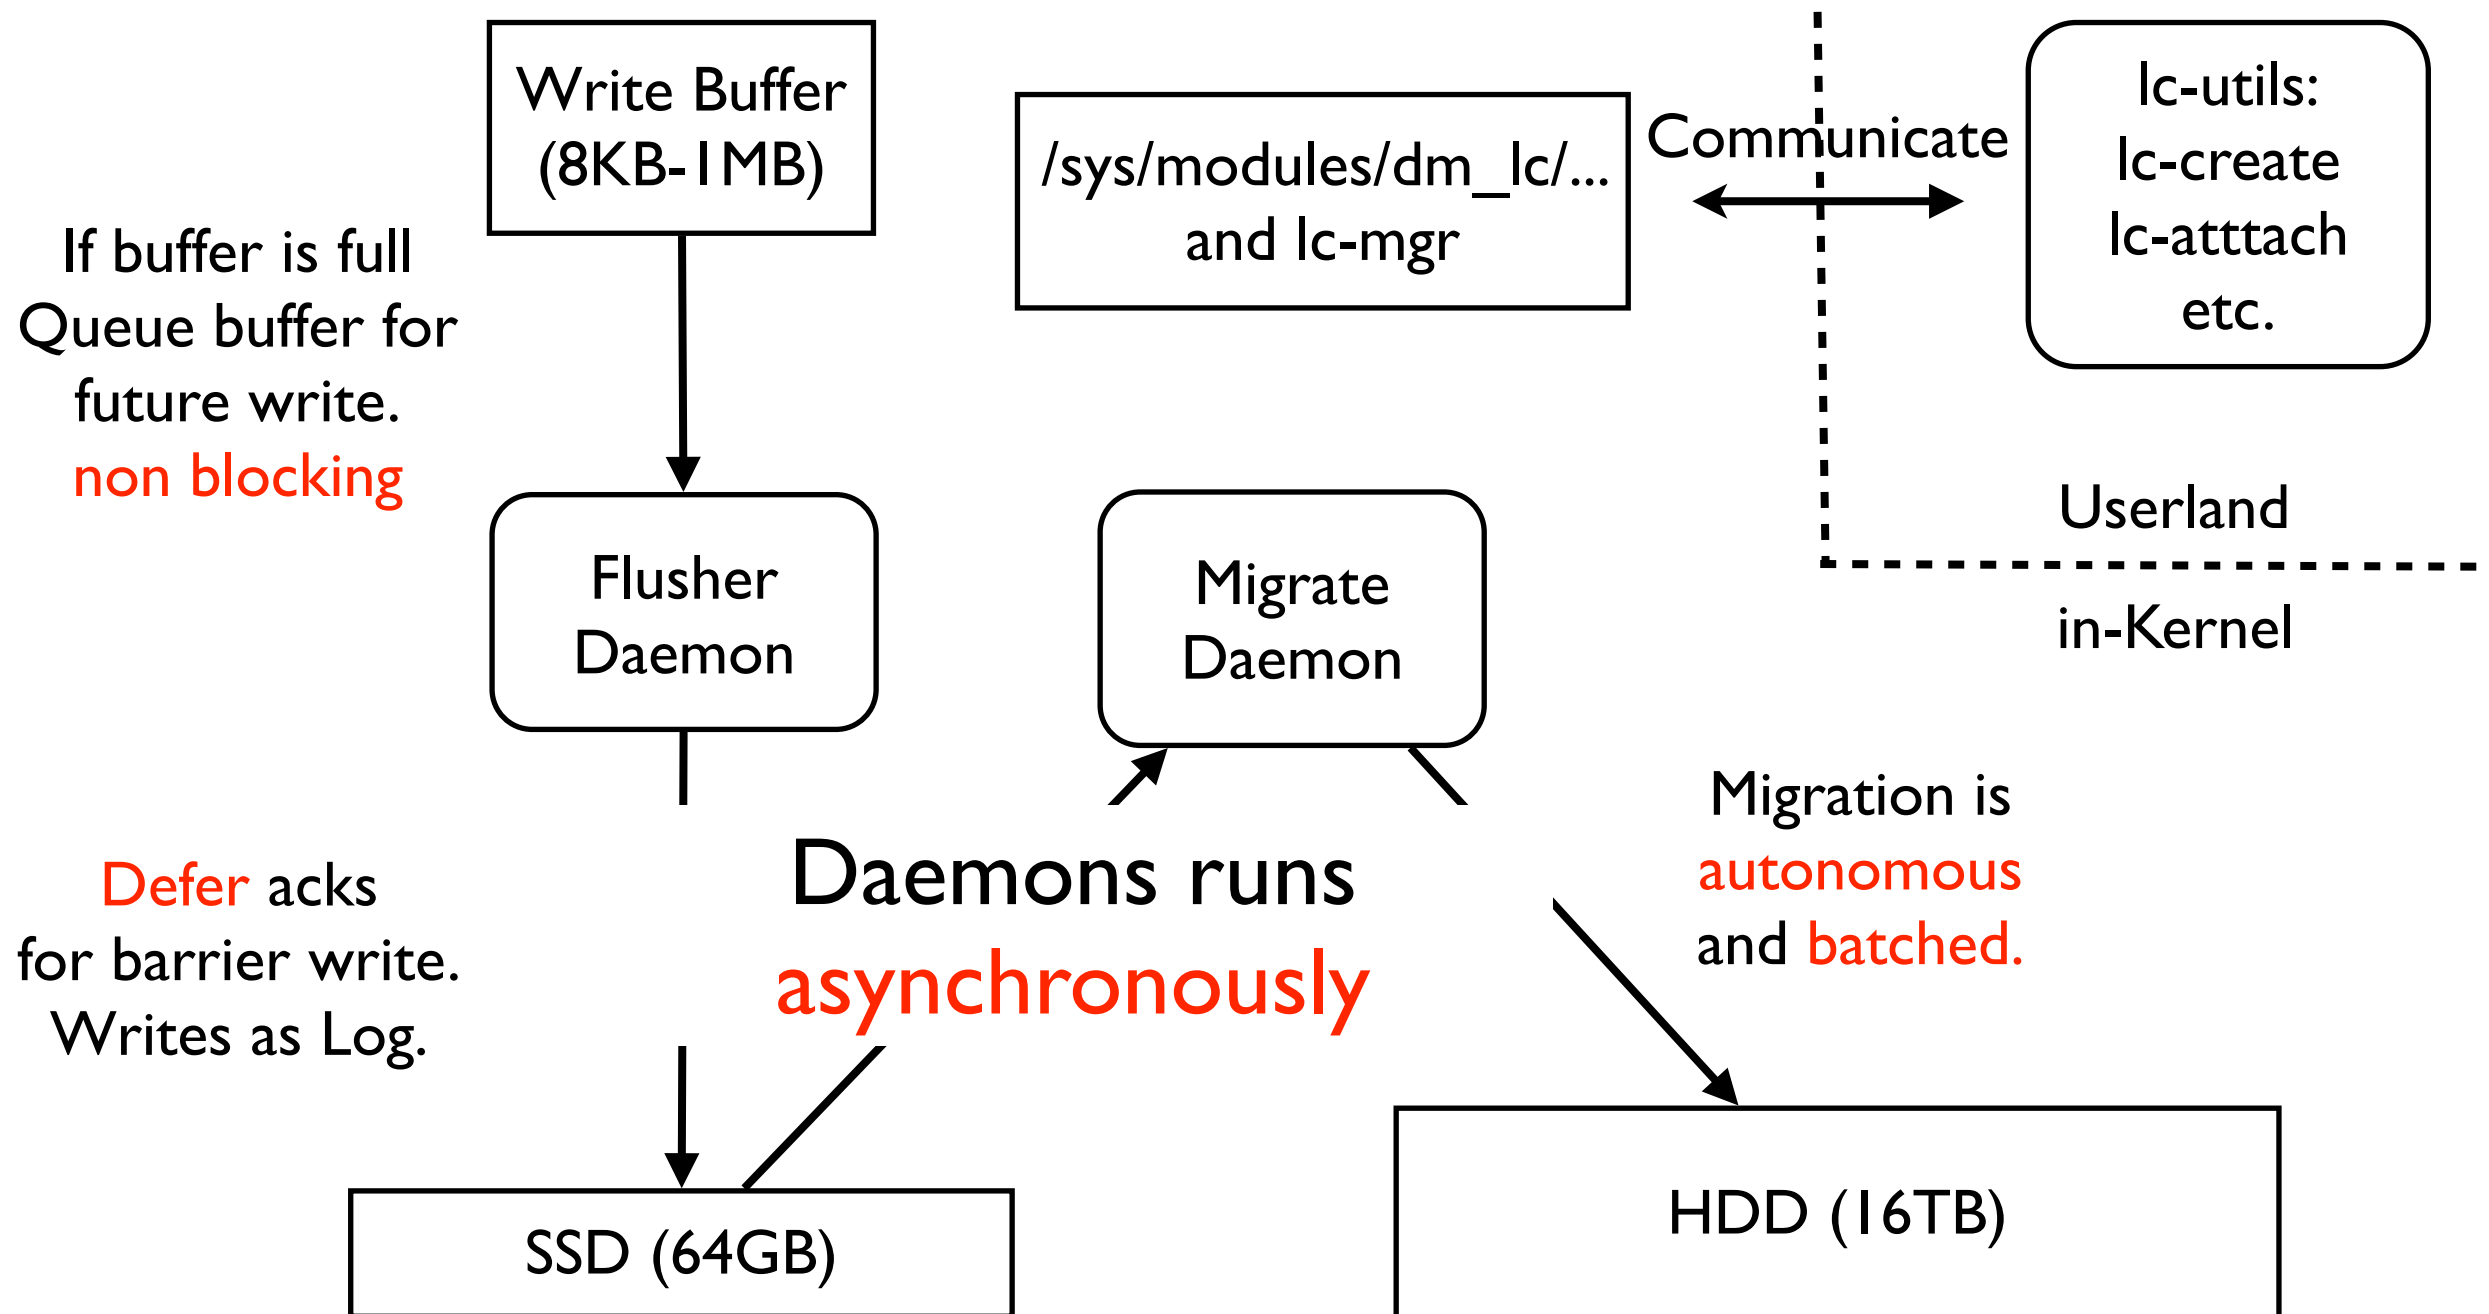 Write Buffer
(8KB-1MB)
/sys/modules/dm_lc/...
and lc-mgr
Communicate
lc-utils:
lc-create
lc-atttach
etc.
If buffer is full
Queue buffer for
future write.
non blocking
Userland
in-Kernel
Flusher
Daemon
Migrate
Daemon
Defer acks
for barrier write.
Writes as Log.
Daemons runs
asynchronously
Migration is
autonomous
and batched.
SSD (64GB)
HDD (16TB)